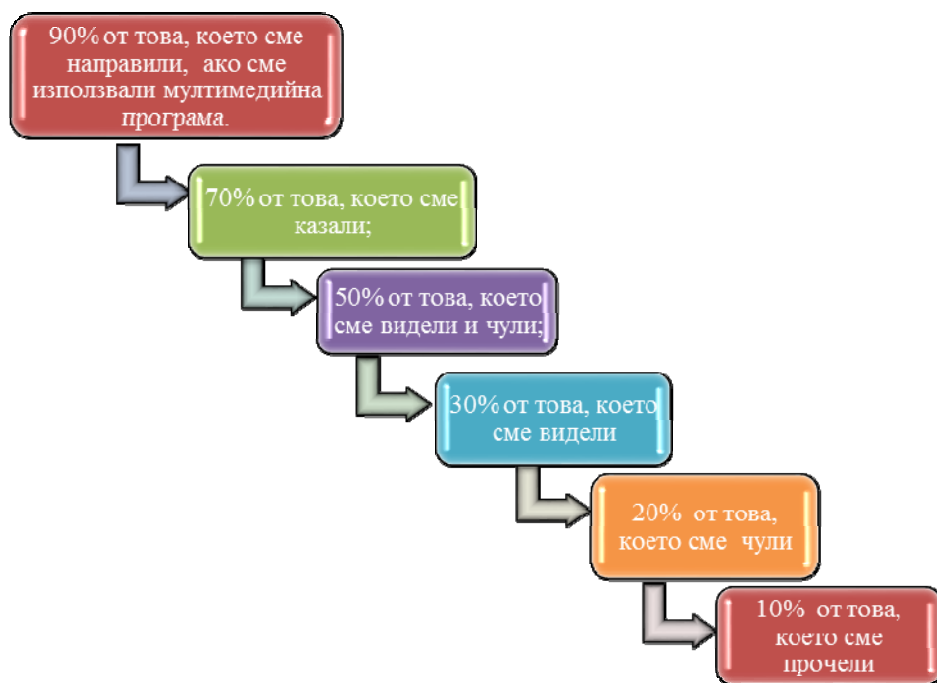 90% от това, което сме
направили, ако сме
използвали мултимедийна
програма.
70% от това, което сме
казали;
50% от това, което
сме видели и чули;
30% от това, което
сме видели
20% от това,
което сме чули
10% от това,
което сме
прочели